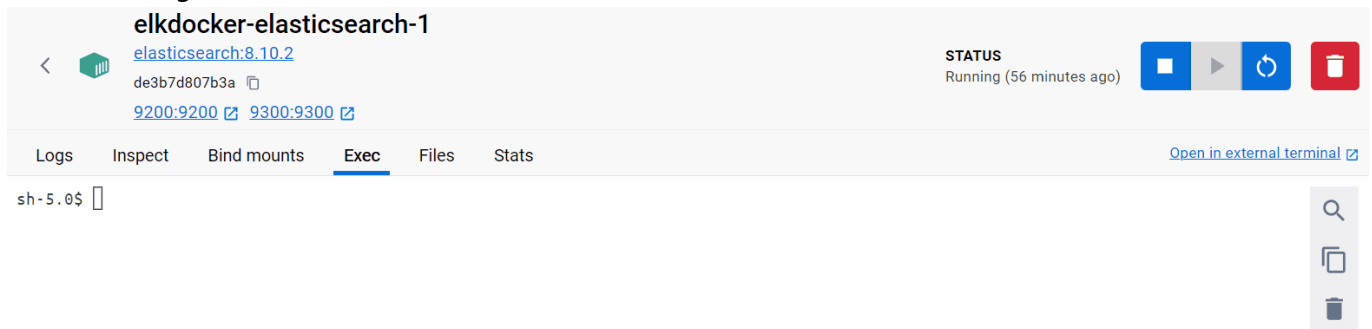 elkdocker-elasticsearch-1
elasticsearch:8.10.2
de3b7d807b3a
9200:9200 9300:9300
STATUS
Running (56 minutes ago)
Logs Inspect Bind mounts Exec Files Stats Open in external terminal
sh-5.0$